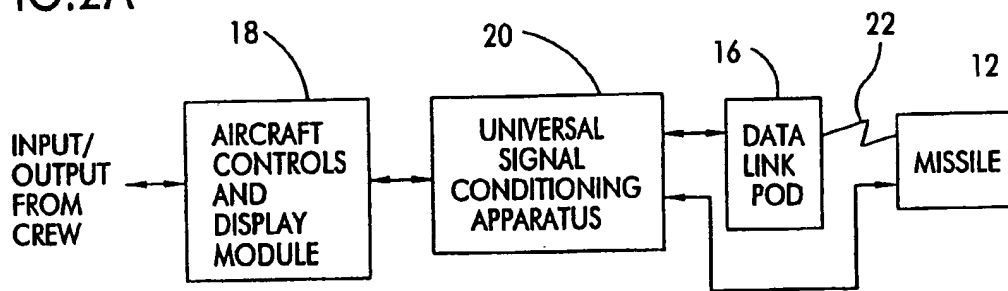 18
20
16
22
12
INPUT/
OUTPUT
FROM
CREW
AIRCRAFT
CONTROLS
AND
DISPLAY
MODULE
UNIVERSAL
SIGNAL
CONDITIONING
APPARATUS
DATA
LINK
POD
MISSILE